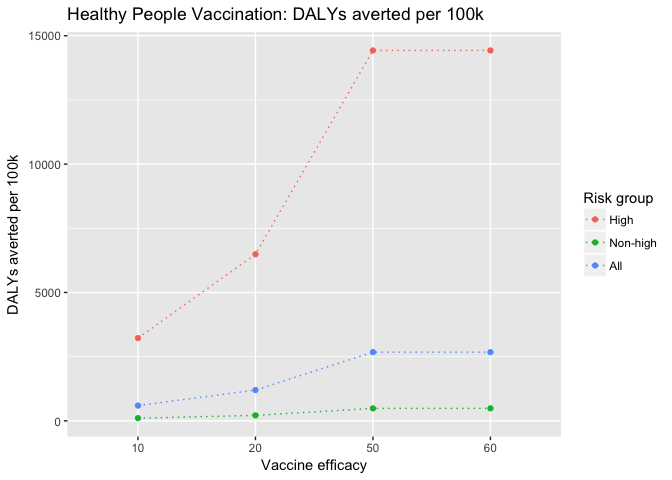 Healthy People Vaccination: DALYs averted per 100k
15000
10000
5000
0
DALYs averted per 100k
10 20 50 60
Vaccine efficacy
Risk group
High
Non-high
All